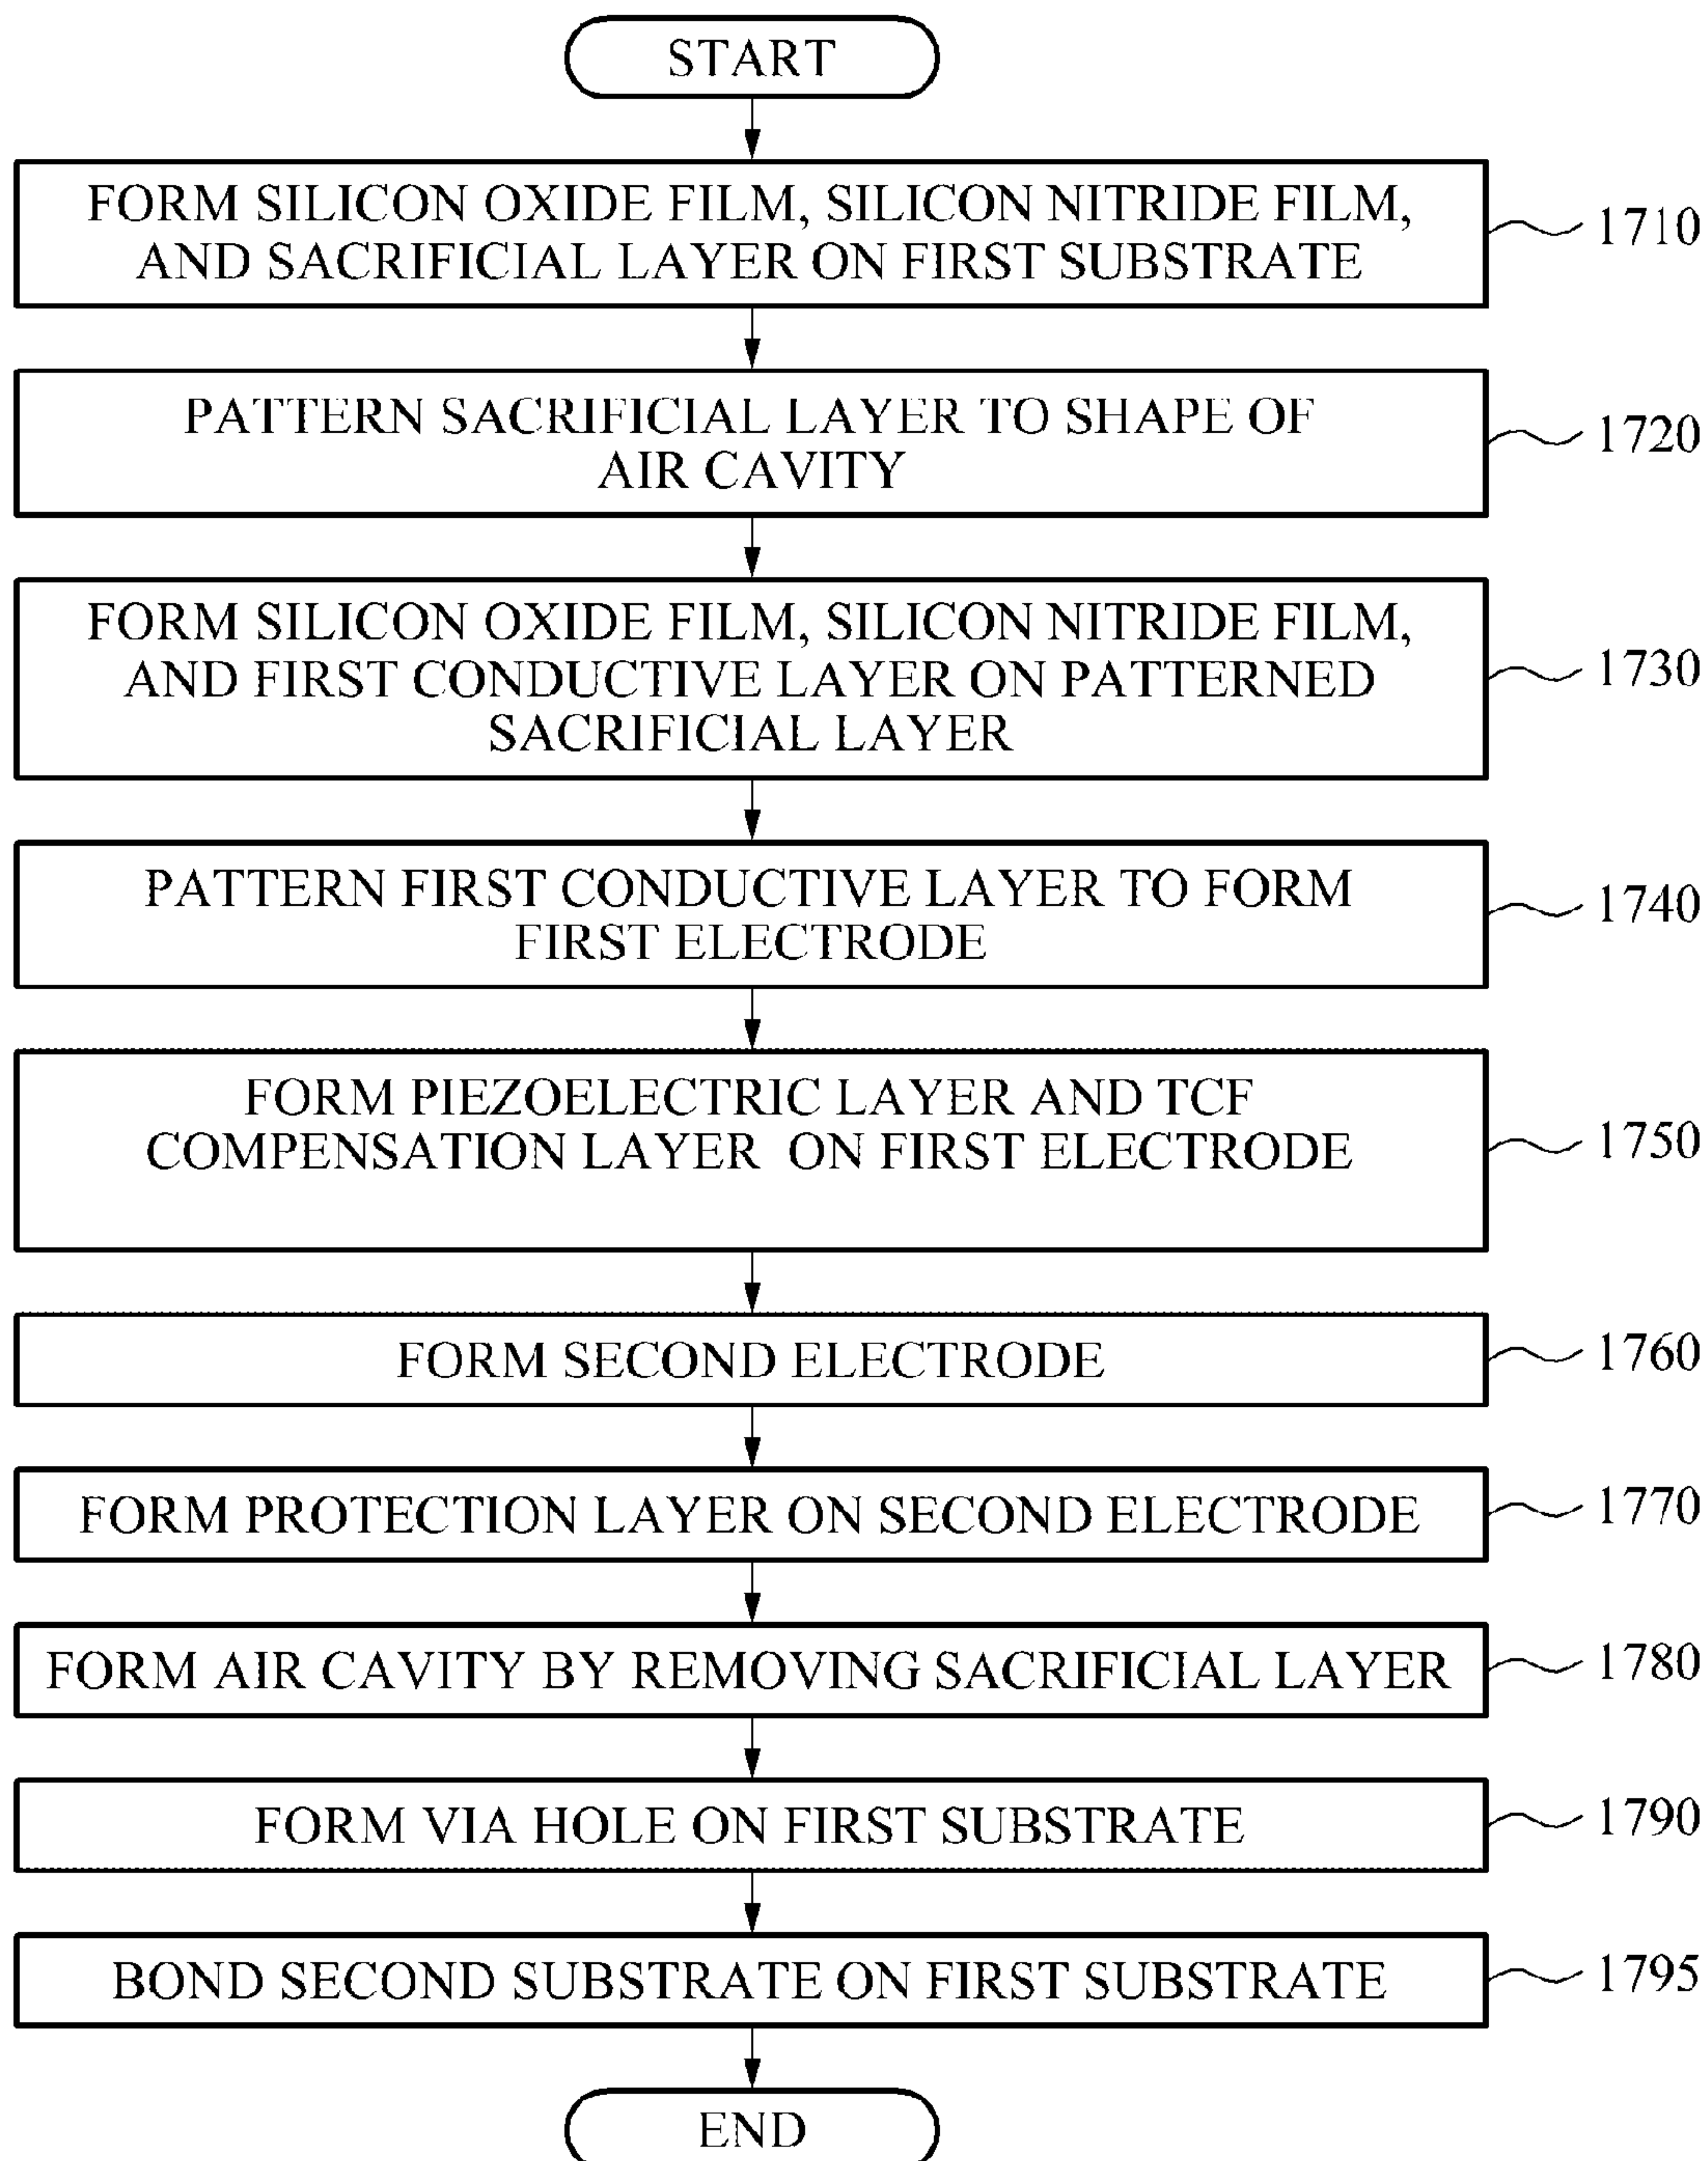 START
FORM SILICON OXIDE FILM, SILICON NITRIDE FILM,
AND SACRIFICIAL LAYER ON FIRST SUBSTRATE
1710
PATTERN SACRIFICIAL LAYER TO SHAPE OF
AIR CAVITY
1720
FORM SILICON OXIDE FILM, SILICON NITRIDE FILM,
AND FIRST CONDUCTIVE LAYER ON PATTERNED
SACRIFICIAL LAYER
1730
PATTERN FIRST CONDUCTIVE LAYER TO FORM
FIRST ELECTRODE
1740
FORM PIEZOELECTRIC LAYER AND TCF
COMPENSATION LAYER ON FIRST ELECTRODE
1750
FORM SECOND ELECTRODE
1760
FORM PROTECTION LAYER ON SECOND ELECTRODE
1770
FORM AIR CAVITY BY REMOVING SACRIFICIAL LAYER
1780
FORM VIA HOLE ON FIRST SUBSTRATE
1790
BOND SECOND SUBSTRATE ON FIRST SUBSTRATE
1795
END